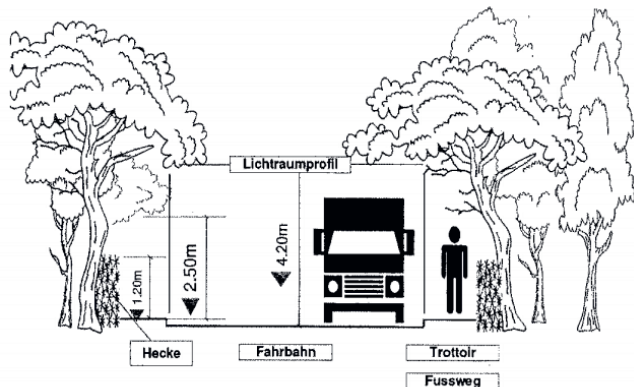 Lichtraumprofil
1.20m
2.50m
4.20m
Hecke
Fahrbahn
Trottoir
Fussweg